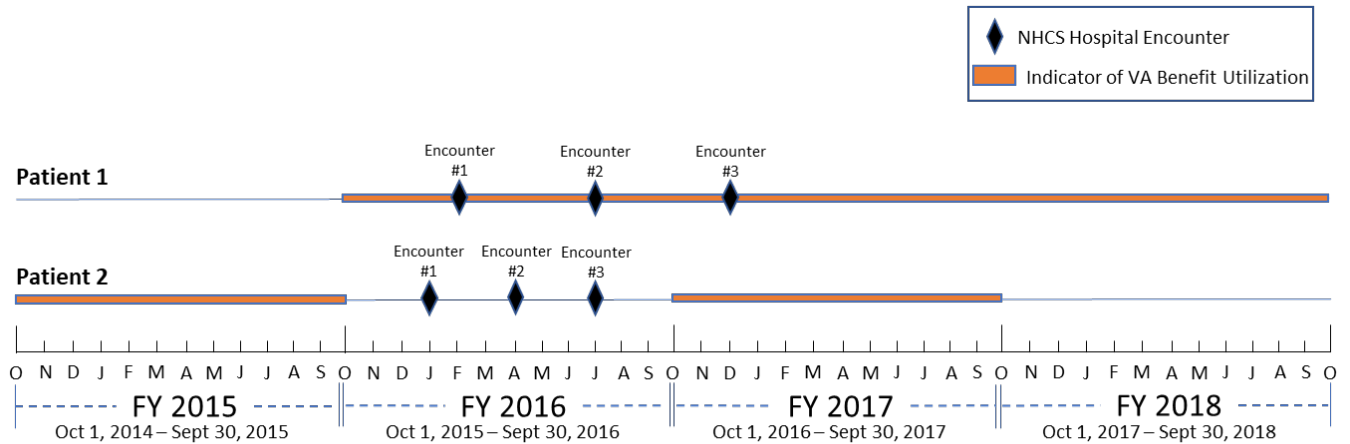 NHCS Hospital Encounter
Indicator of VA Benefit Utilization
Patient 1
Encounter #1
Encounter #2
Encounter #3
Patient 2
Encounter #1
Encounter #2
Encounter #3
O N D J F M A M J J A S O N D J F M A M J J A S O N D J F M A M J J A S O N D J F M A M J J A S O
FY 2015 FY 2016 FY 2017 FY 2018
Oct 1, 2014 – Sept 30, 2015 Oct 1, 2015 – Sept 30, 2016 Oct 1, 2016 – Sept 30, 2017 Oct 1, 2017 – Sept 30, 2018